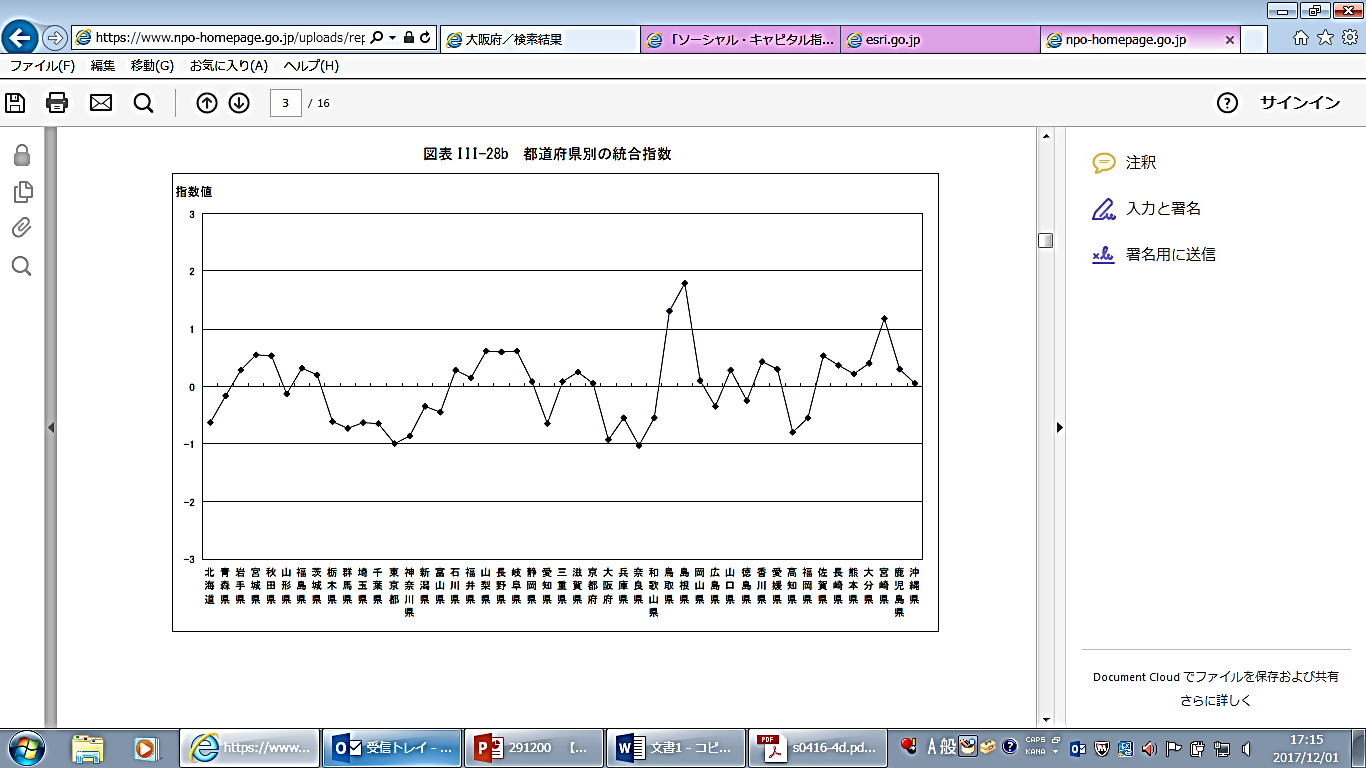 https://www.npo-homepage.go.jp/uploads/rep
大阪府／検索結果
「ソーシャル・キャピタル指...
esri.go.jp
npo-homepage.go.jp
ファイル(F) 編集 移動(G) お気に入り(A) ヘルプ(H)
3 / 16
サインイン
図表 III-28b 都道府県別の統合指数
指数値
3
2
1
0
-1
-2
-3
北海道
青森県
岩手県
宮城県
秋田県
山形県
福島県
茨城県
栃木県
群馬県
埼玉県
千葉県
東京都
神奈川県
新潟県
富山県
石川県
福井県
山梨県
長野県
岐阜県
静岡県
愛知県
三重県
滋賀県
京都府
大阪府
兵庫県
奈良県
和歌山県
鳥取県
島根県
岡山県
広島県
山口県
徳島県
香川県
愛媛県
高知県
福岡県
佐賀県
長崎県
熊本県
大分県
宮崎県
鹿児島県
沖縄県
注釈
入力と署名
署名用に送信
Document Cloud でファイルを保存および共有
さらに詳しく
https://www...
受信トレイ - ...
291200 【...
文書1 - コピ...
s0416-4d.pd...
A 般
CAPS
KANA
17:15
2017/12/01